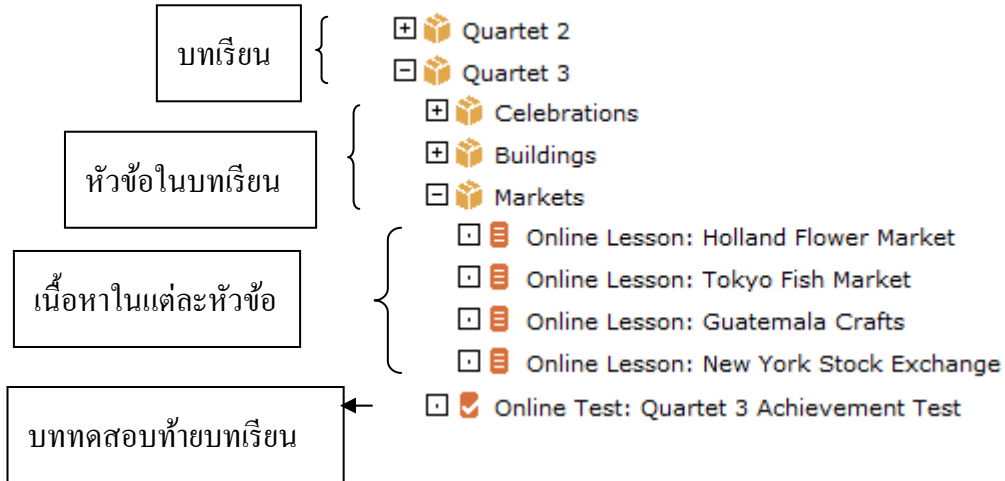 บทเรียน
Quartet 2
Quartet 3
Celebrations
หัวข้อในบทเรียน
Buildings
Markets
Online Lesson: Holland Flower Market
เนื้อหาในแต่ละหัวข้อ
Online Lesson: Tokyo Fish Market
Online Lesson: Guatemala Crafts
Online Lesson: New York Stock Exchange
บททดสอบท้ายบทเรียน
Online Test: Quartet 3 Achievement Test